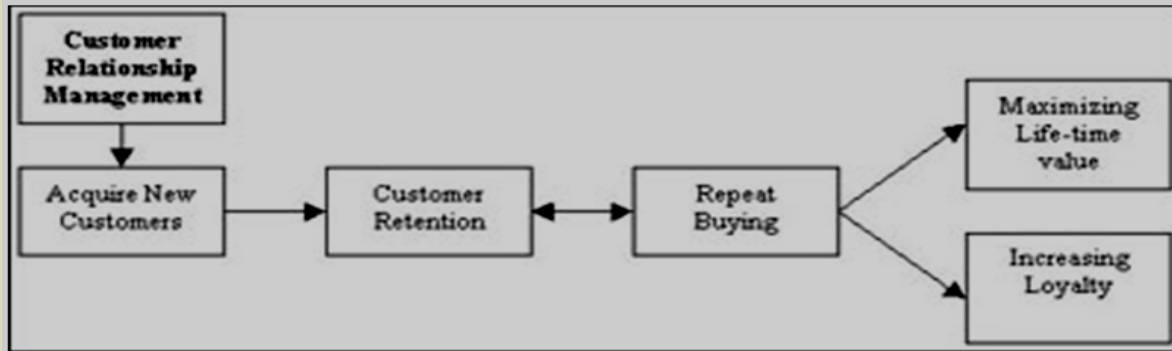 Customer
Relationship
Management
Acquire New
Customers
Customer
Retention
Repeat
Buying
Maximizing
Life-time
value
Increasing
Loyalty